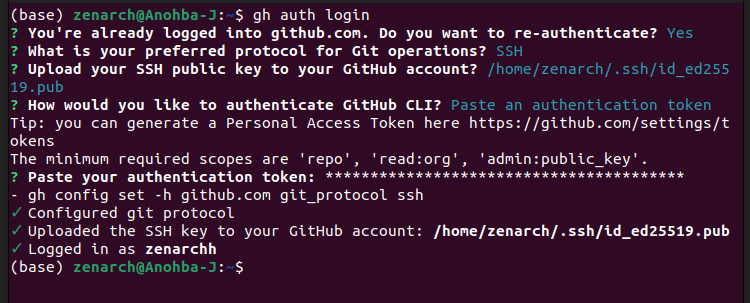 (base) zenarch@Anohba-J:~$ gh auth login
? You're already logged into github.com. Do you want to re-authenticate? Yes
? What is your preferred protocol for Git operations? SSH
? Upload your SSH public key to your GitHub account? /home/zenarch/.ssh/id_ed255
19.pub
? How would you like to authenticate GitHub CLI? Paste an authentication token
Tip: you can generate a Personal Access Token here https://github.com/settings/t
okens
The minimum required scopes are 'repo', 'read:org', 'admin:public_key'.
? Paste your authentication token: ****************************************
- gh config set -h github.com git_protocol ssh
✓ Configured git protocol
✓ Uploaded the SSH key to your GitHub account: /home/zenarch/.ssh/id_ed25519.pub
✓ Logged in as zenarchh
(base) zenarch@Anohba-J:~$